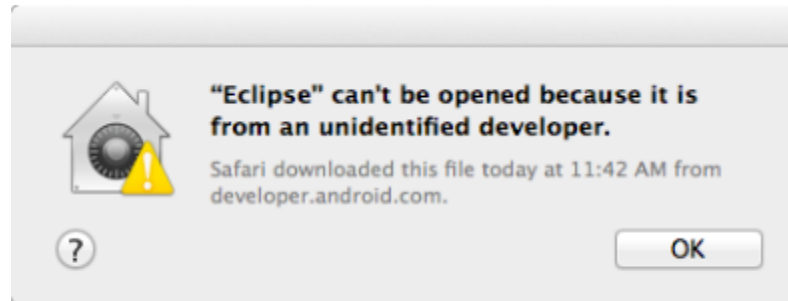 “Eclipse” can't be opened because it is
from an unidentified developer.
Safari downloaded this file today at 11:42 AM from
developer.android.com.
?
OK